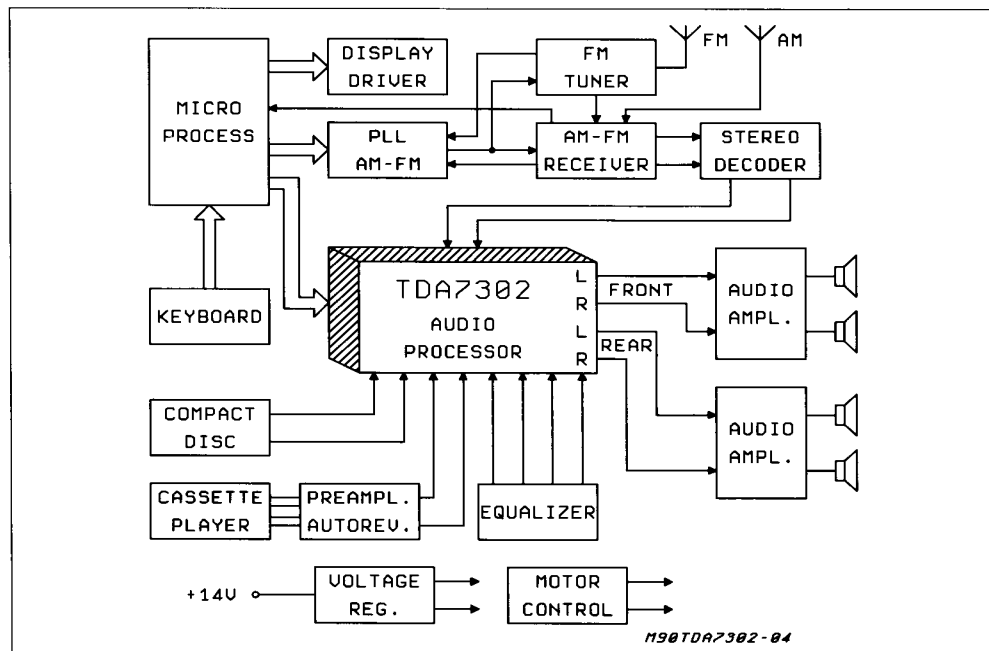 FM
AM
DISPLAY
DRIVER
FM
TUNER
MICRO
PROCESS
PLL
AM-FM
AM-FM
RECEIVER
STEREO
DECODER
KEYBOARD
TDA7302
AUDIO
PROCESSOR
L
R
L
R
FRONT
REAR
AUDIO
AMPL.
AUDIO
AMPL.
COMPACT
DISC
CASSETTE
PLAYER
PREAMPL.
AUTOREV.
EQUALIZER
+14V
VOLTAGE
REG.
MOTOR
CONTROL
M90TDA7302-04